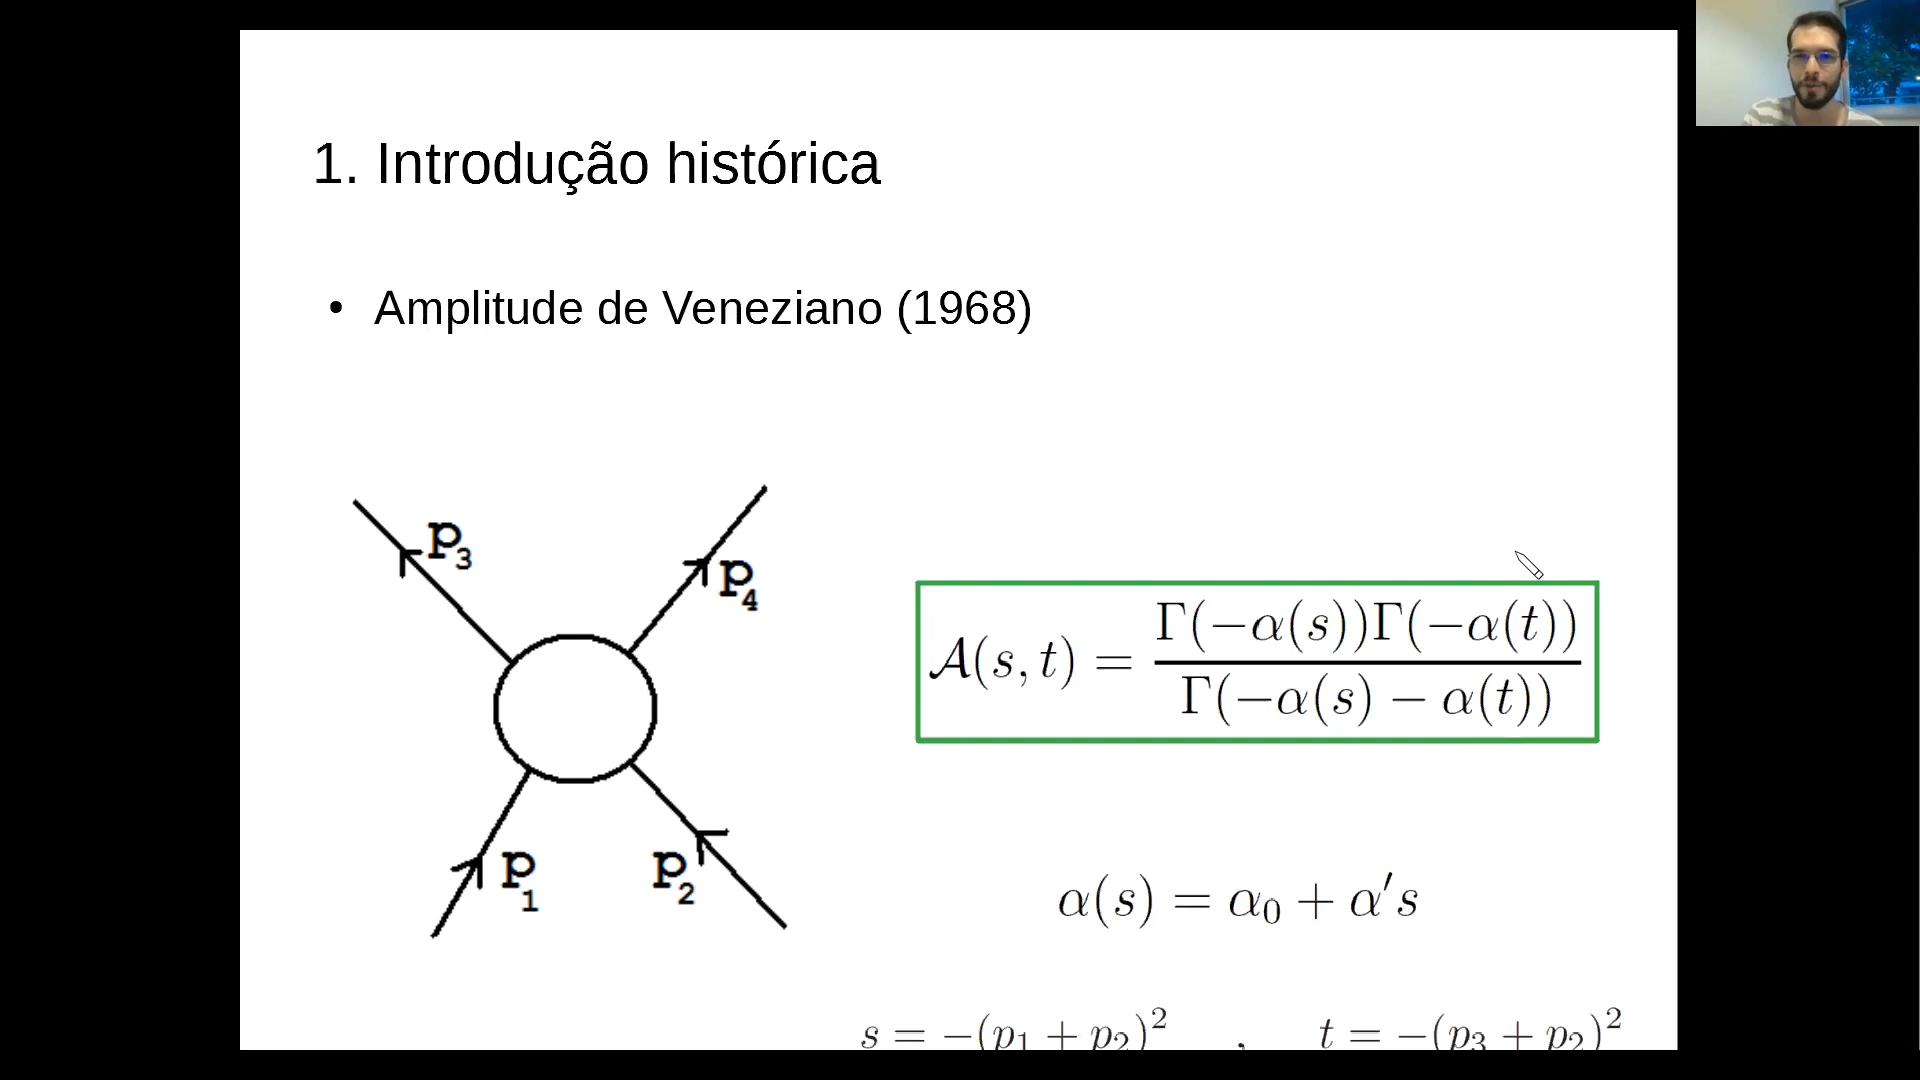 1. Introdução histórica
• Amplitude de Veneziano (1968)
p₃
p₄
p₁
p₂
𝒜(s, t) = Γ(−α(s))Γ(−α(t)) / Γ(−α(s) − α(t))
α(s) = α₀ + α′s
s = −(p₁ + p₂)² , t = −(p₃ + p₂)²